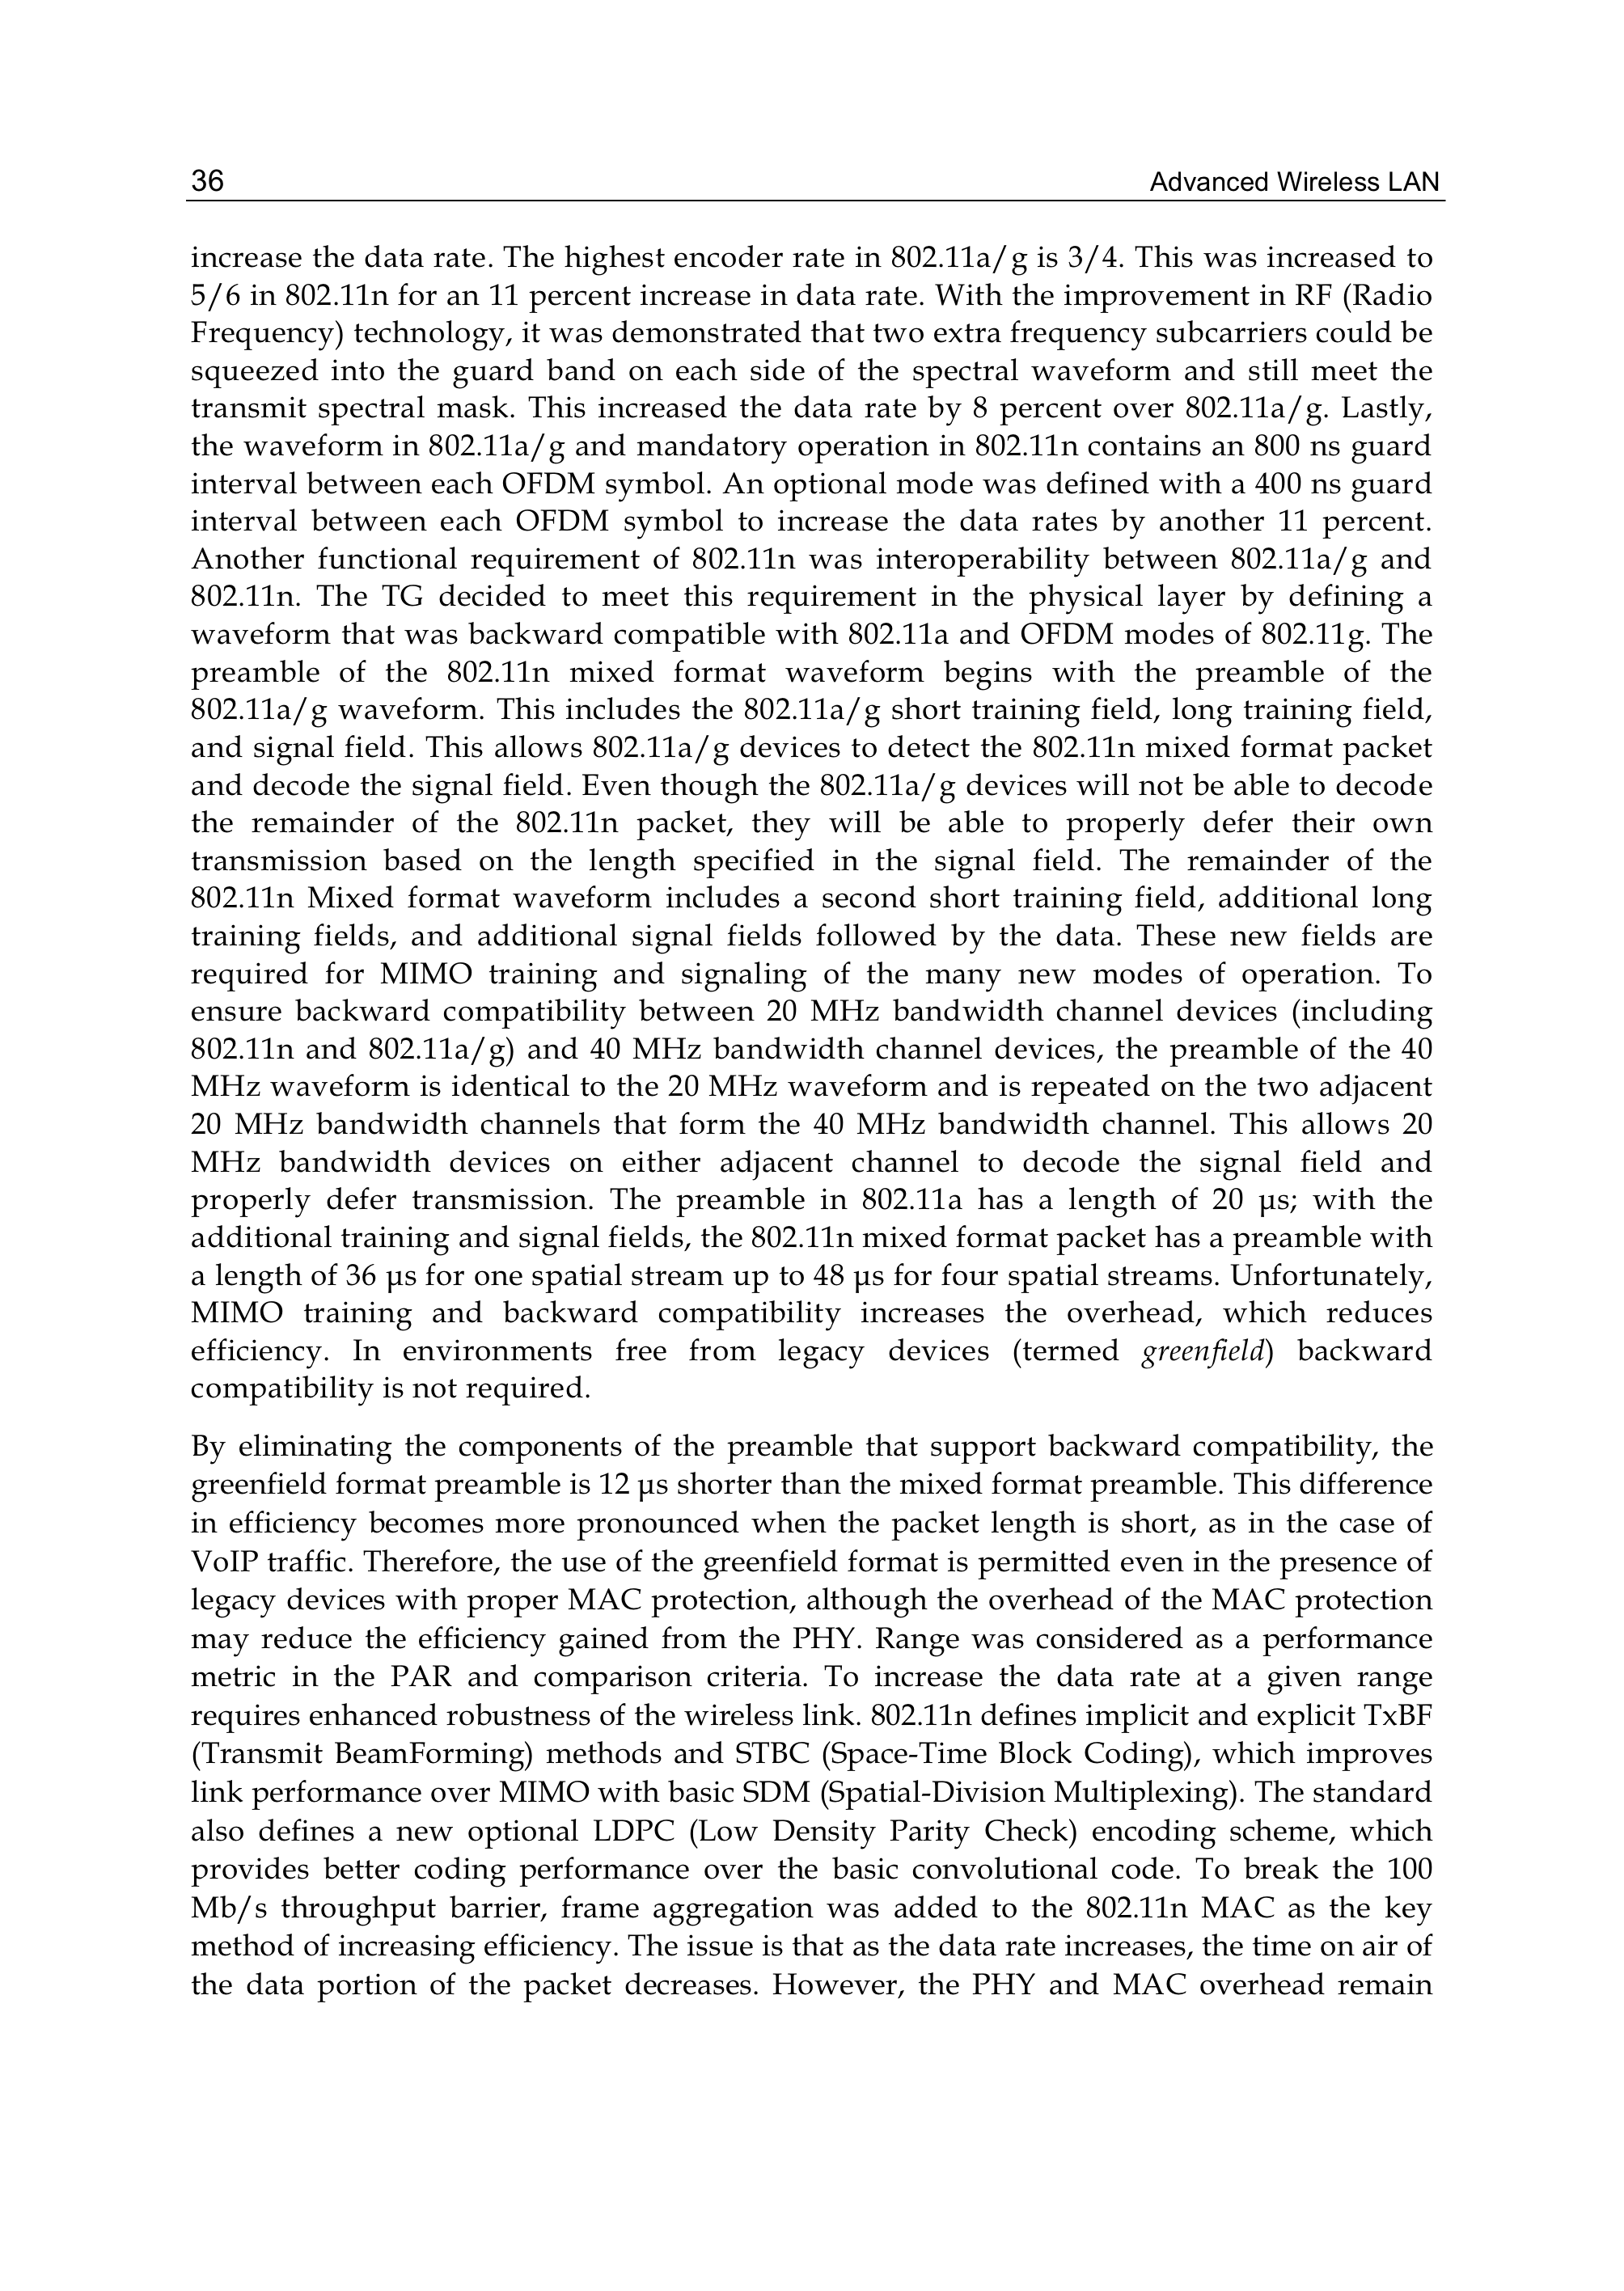 36 Advanced Wireless LAN
increase the data rate. The highest encoder rate in 802.11a/g is 3/4. This was increased to
5/6 in 802.11n for an 11 percent increase in data rate. With the improvement in RF (Radio
Frequency) technology, it was demonstrated that two extra frequency subcarriers could be
squeezed into the guard band on each side of the spectral waveform and still meet the
transmit spectral mask. This increased the data rate by 8 percent over 802.11a/g. Lastly,
the waveform in 802.11a/g and mandatory operation in 802.11n contains an 800 ns guard
interval between each OFDM symbol. An optional mode was defined with a 400 ns guard
interval between each OFDM symbol to increase the data rates by another 11 percent.
Another functional requirement of 802.11n was interoperability between 802.11a/g and
802.11n. The TG decided to meet this requirement in the physical layer by defining a
waveform that was backward compatible with 802.11a and OFDM modes of 802.11g. The
preamble of the 802.11n mixed format waveform begins with the preamble of the
802.11a/g waveform. This includes the 802.11a/g short training field, long training field,
and signal field. This allows 802.11a/g devices to detect the 802.11n mixed format packet
and decode the signal field. Even though the 802.11a/g devices will not be able to decode
the remainder of the 802.11n packet, they will be able to properly defer their own
transmission based on the length specified in the signal field. The remainder of the
802.11n Mixed format waveform includes a second short training field, additional long
training fields, and additional signal fields followed by the data. These new fields are
required for MIMO training and signaling of the many new modes of operation. To
ensure backward compatibility between 20 MHz bandwidth channel devices (including
802.11n and 802.11a/g) and 40 MHz bandwidth channel devices, the preamble of the 40
MHz waveform is identical to the 20 MHz waveform and is repeated on the two adjacent
20 MHz bandwidth channels that form the 40 MHz bandwidth channel. This allows 20
MHz bandwidth devices on either adjacent channel to decode the signal field and
properly defer transmission. The preamble in 802.11a has a length of 20 μs; with the
additional training and signal fields, the 802.11n mixed format packet has a preamble with
a length of 36 μs for one spatial stream up to 48 μs for four spatial streams. Unfortunately,
MIMO training and backward compatibility increases the overhead, which reduces
efficiency. In environments free from legacy devices (termed greenfield) backward
compatibility is not required.
By eliminating the components of the preamble that support backward compatibility, the
greenfield format preamble is 12 μs shorter than the mixed format preamble. This difference
in efficiency becomes more pronounced when the packet length is short, as in the case of
VoIP traffic. Therefore, the use of the greenfield format is permitted even in the presence of
legacy devices with proper MAC protection, although the overhead of the MAC protection
may reduce the efficiency gained from the PHY. Range was considered as a performance
metric in the PAR and comparison criteria. To increase the data rate at a given range
requires enhanced robustness of the wireless link. 802.11n defines implicit and explicit TxBF
(Transmit BeamForming) methods and STBC (Space-Time Block Coding), which improves
link performance over MIMO with basic SDM (Spatial-Division Multiplexing). The standard
also defines a new optional LDPC (Low Density Parity Check) encoding scheme, which
provides better coding performance over the basic convolutional code. To break the 100
Mb/s throughput barrier, frame aggregation was added to the 802.11n MAC as the key
method of increasing efficiency. The issue is that as the data rate increases, the time on air of
the data portion of the packet decreases. However, the PHY and MAC overhead remain